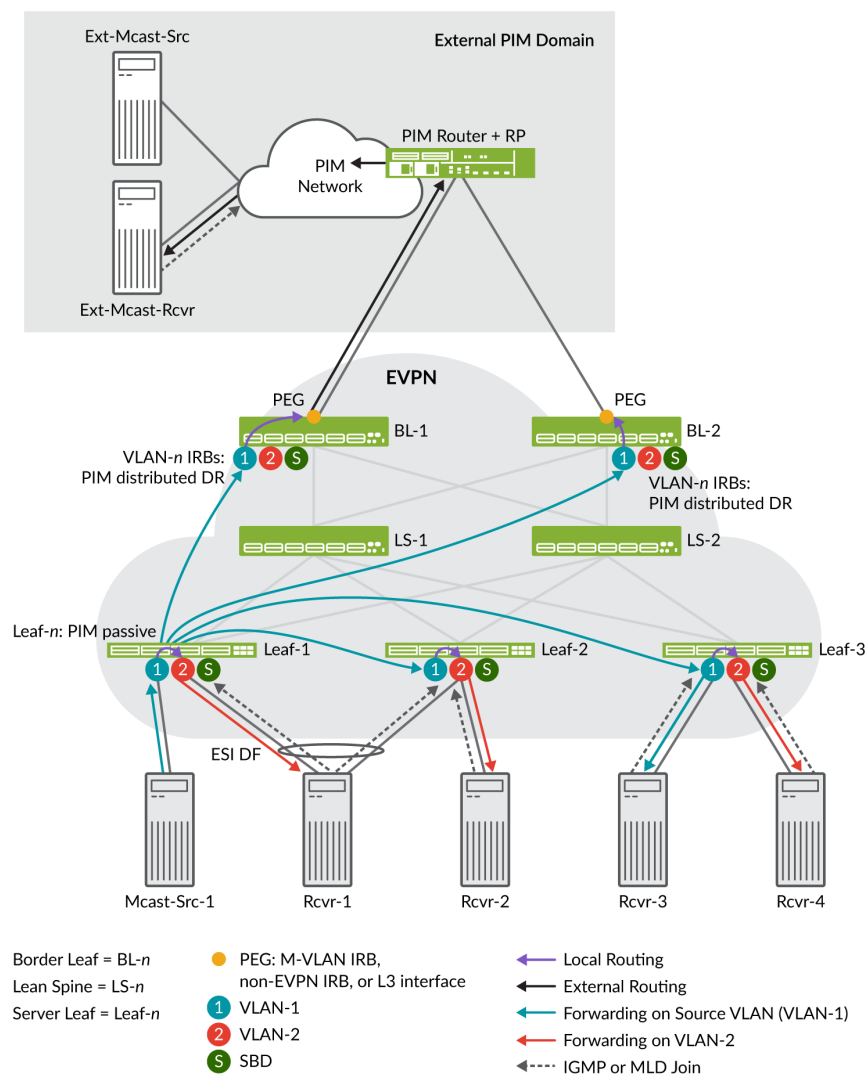 Ext-Mcast-Src
External PIM Domain
PIM Router + RP
PIM
Network
Ext-Mcast-Rcvr
EVPN
PEG
PEG
BL-1
BL-2
1 2 S
1 2 S
VLAN-n IRBs:
PIM distributed DR
VLAN-n IRBs:
PIM distributed DR
LS-1
LS-2
Leaf-n: PIM passive
Leaf-1
Leaf-2
Leaf-3
1 2 S
1 2 S
1 2 S
ESI DF
Mcast-Src-1
Rcvr-1
Rcvr-2
Rcvr-3
Rcvr-4
Border Leaf = BL-n
Lean Spine = LS-n
Server Leaf = Leaf-n
PEG: M-VLAN IRB,
non-EVPN IRB, or L3 interface
1 VLAN-1
2 VLAN-2
S SBD
Local Routing
External Routing
Forwarding on Source VLAN (VLAN-1)
Forwarding on VLAN-2
IGMP or MLD Join